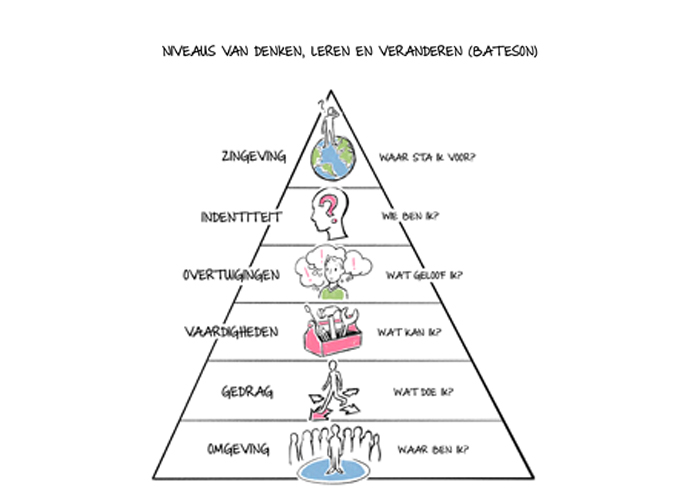 NIVEAUS VAN DENKEN, LEREN EN VERANDEREN (BATESON)
?
ZINGEVING WAAR STA IK VOOR?
INDENTITEIT ? WIE BEN IK?
OVERTUIGINGEN ! ! ! WAT GELOOF IK?
VAARDIGHEDEN WAT KAN IK?
GEDRAG WAT DOE IK?
OMGEVING WAAR BEN IK?